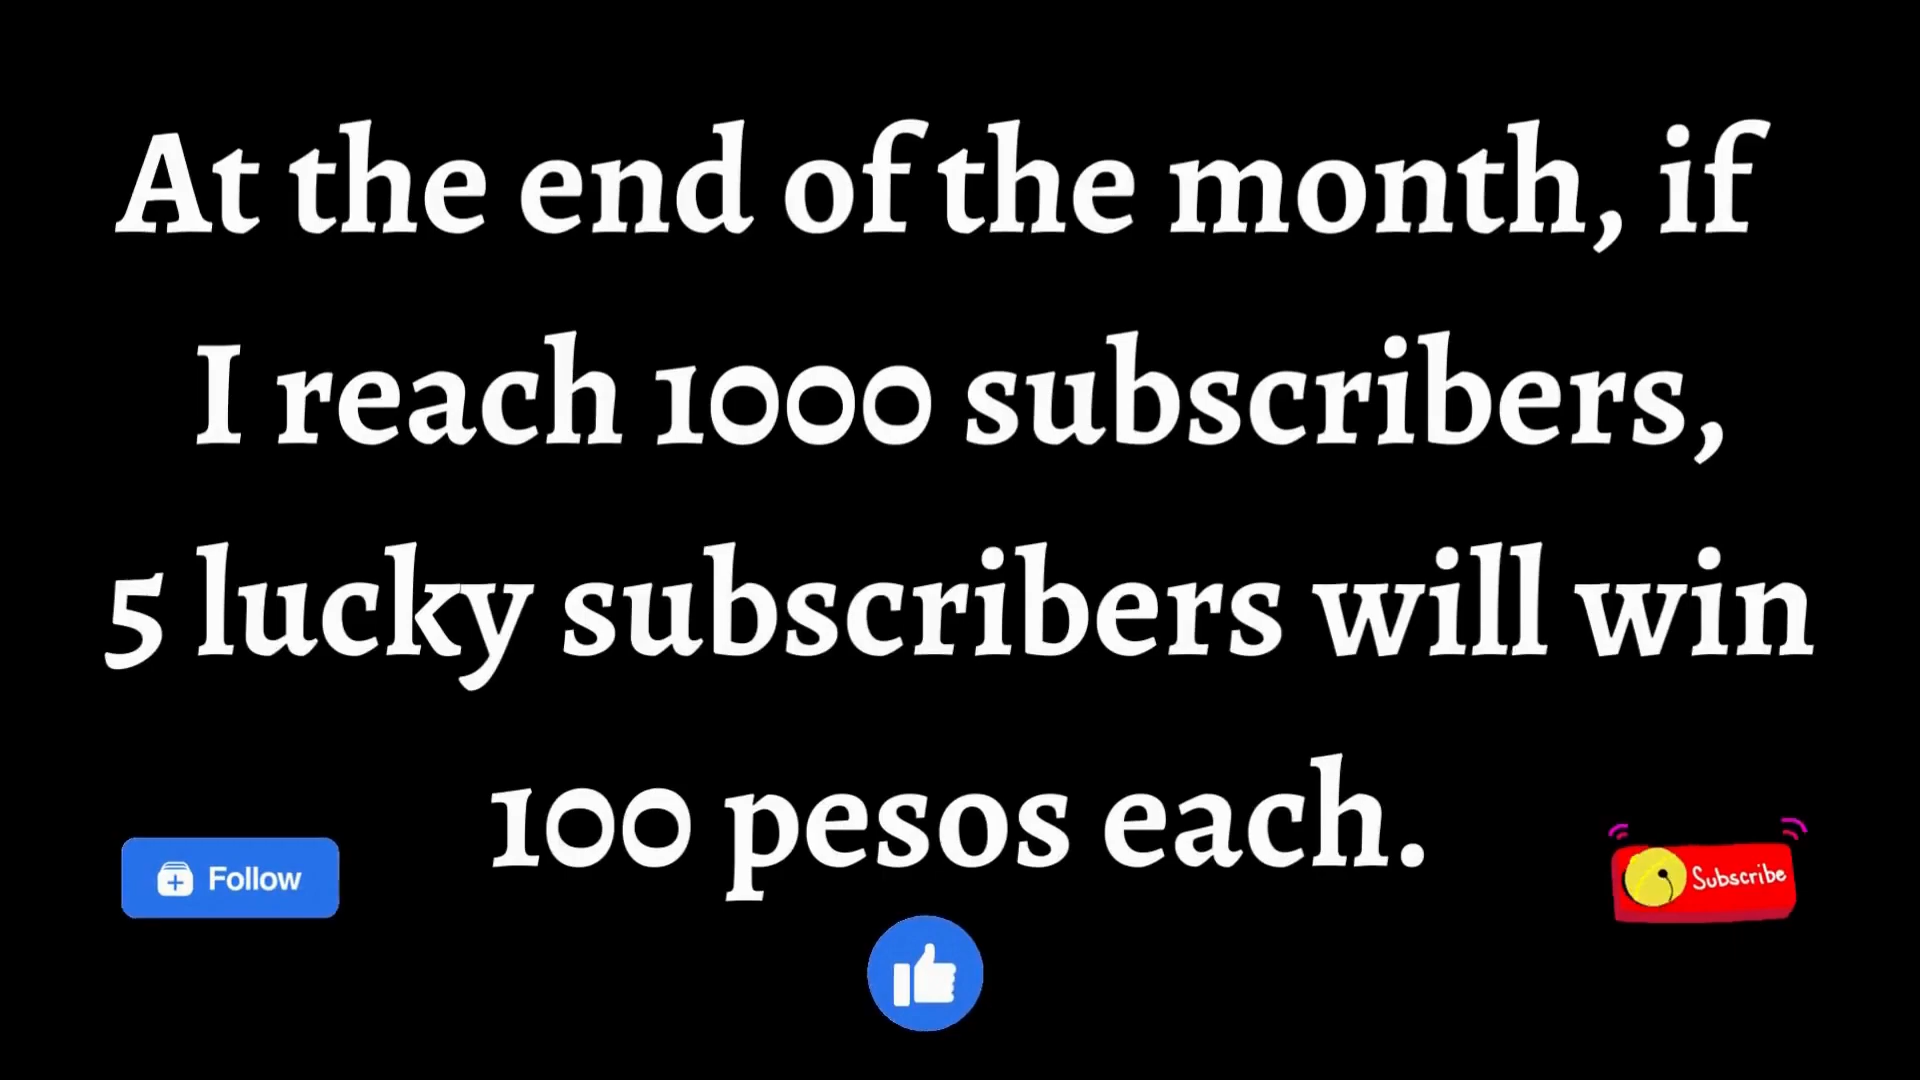 At the end of the month, if
I reach 1000 subscribers,
5 lucky subscribers will win
100 pesos each.
Follow
Subscribe